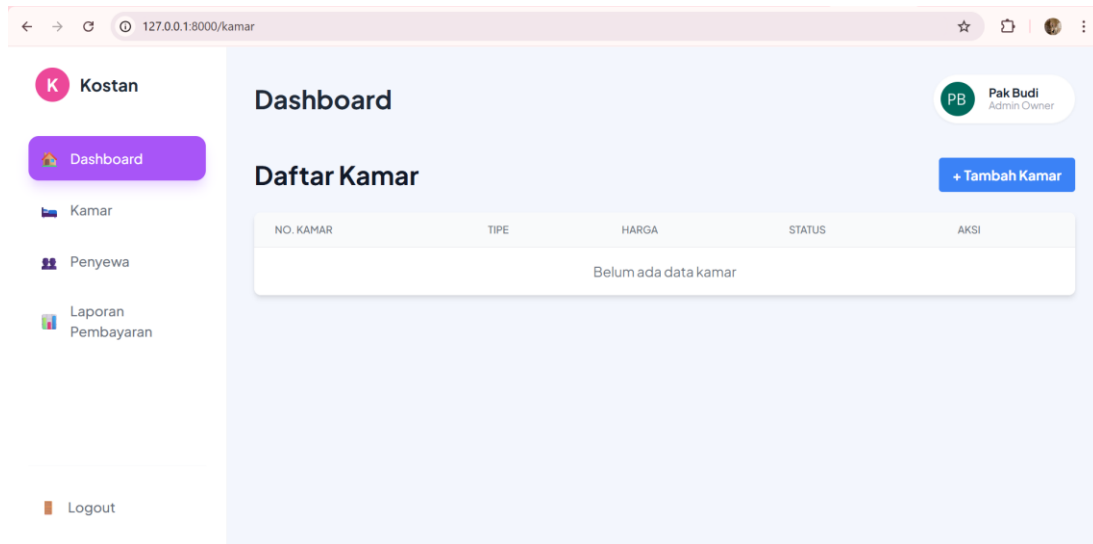 127.0.0.1:8000/kamar
K Kostan
Dashboard
Kamar
Penyewa
Laporan
Pembayaran
Logout
Dashboard
PB
Pak Budi
Admin Owner
Daftar Kamar
+ Tambah Kamar
NO. KAMAR TIPE HARGA STATUS AKSI
Belum ada data kamar